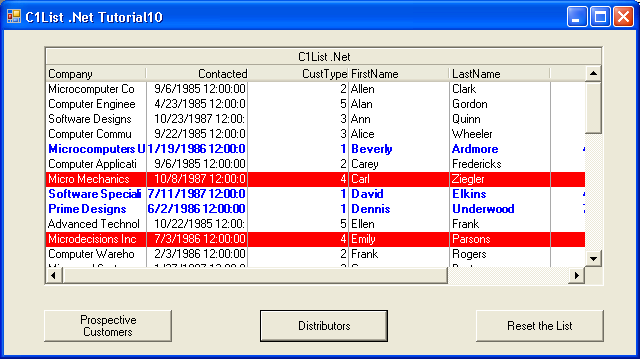 C1List .Net Tutorial10
C1List .Net
Company Contacted CustType FirstName LastName
Microcomputer Co 9/6/1985 12:00:00 2 Allen Clark
Computer Enginee 4/23/1985 12:00:0 5 Alan Gordon
Software Designs 10/23/1987 12:00: 3 Ann Quinn
Computer Commu 9/22/1985 12:00:0 3 Alice Wheeler
Microcomputers U 1/19/1986 12:00:0 1 Beverly Ardmore 4
Computer Applicati 9/6/1985 12:00:00 2 Carey Fredericks
Micro Mechanics 10/8/1987 12:00:0 4 Carl Ziegler
Software Speciali 7/11/1987 12:00:0 1 David Elkins 4
Prime Designs 6/2/1986 12:00:00 1 Dennis Underwood 7
Advanced Technol 10/22/1985 12:00: 5 Ellen Frank
Microdecisions Inc 7/3/1986 12:00:00 4 Emily Parsons
Computer Wareho 2/3/1986 12:00:00 2 Frank Rogers
Prospective
Customers
Distributors
Reset the List